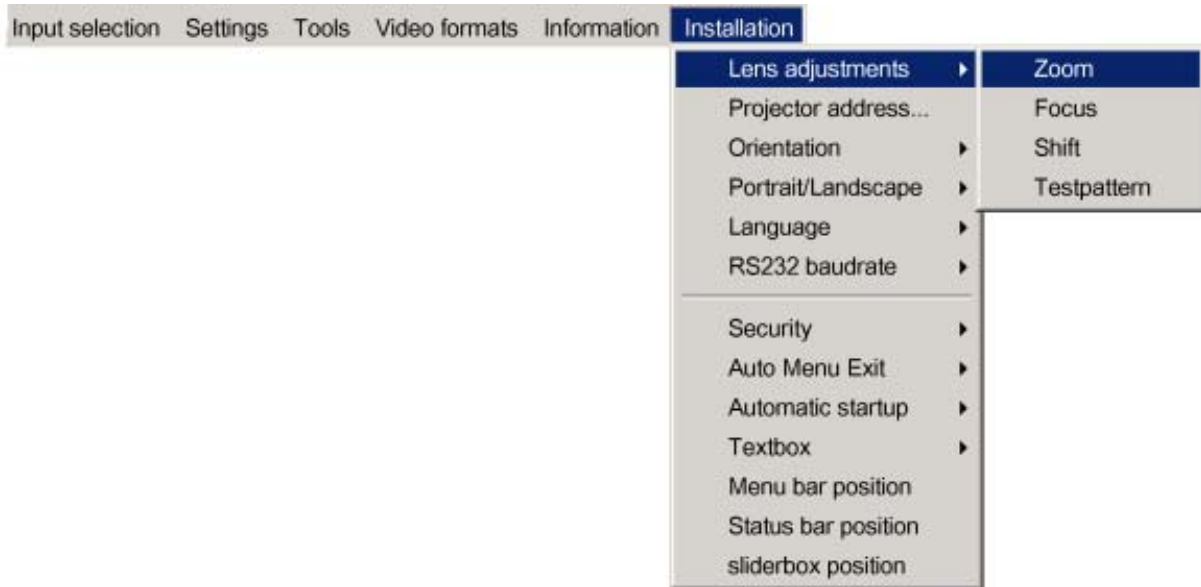 Input selection Settings Tools Video formats Information Installation
Lens adjustments Zoom
Projector address... Focus
Orientation Shift
Portrait/Landscape Testpattern
Language
RS232 baudrate
Security
Auto Menu Exit
Automatic startup
Textbox
Menu bar position
Status bar position
sliderbox position